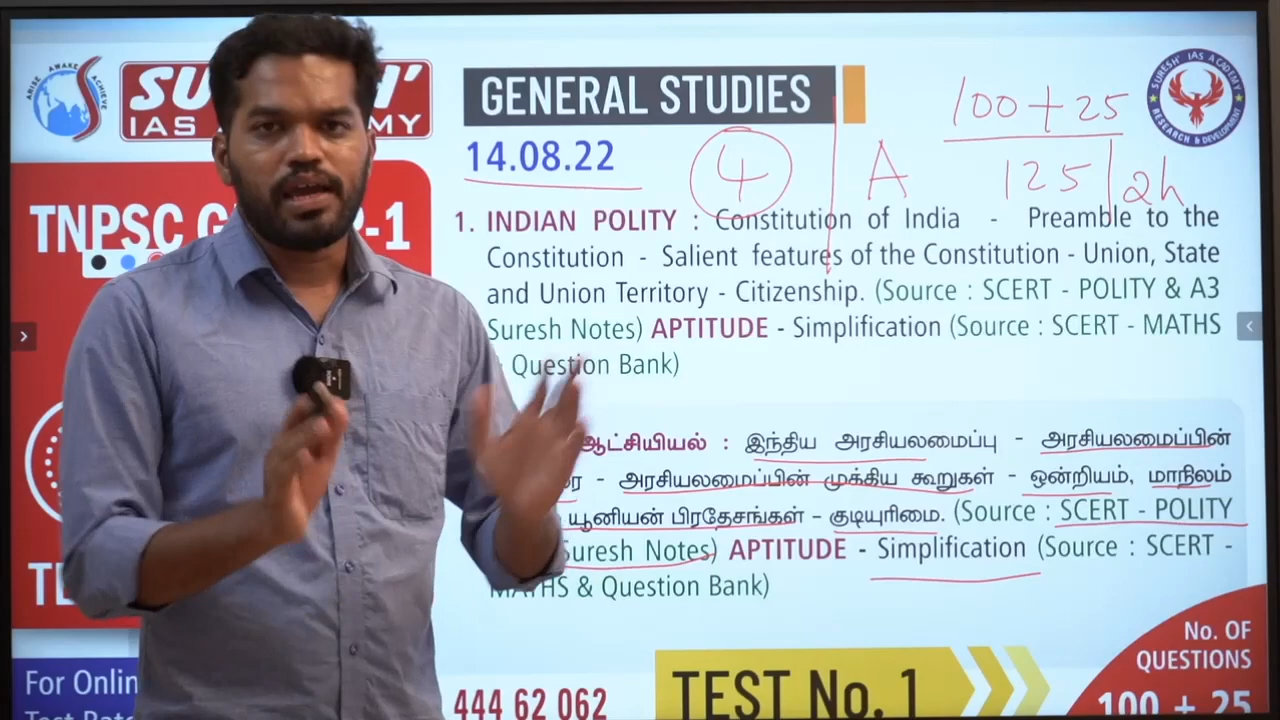 ARISE AWAKE ACHIEVE
IAS
GENERAL STUDIES
SURESH' IAS ACADEMY
RESEARCH & DEVELOPMENT
14.08.22
4
A
100 + 25
125 2h
TNPSC
-1
1. INDIAN POLITY : Constitution of India - Preamble to the
Constitution - Salient features of the Constitution - Union, State
and Union Territory - Citizenship. (Source : SCERT - POLITY & A3
Suresh Notes) APTITUDE - Simplification (Source : SCERT - MATHS
Question Bank)
ஆட்சியியல் : இந்திய அரசியலமைப்பு - அரசியலமைப்பின்
- அரசியலமைப்பின் முக்கிய கூறுகள் - ஒன்றியம், மாநிலம்
யூனியன் பிரதேசங்கள் - குடியுரிமை. (Source : SCERT - POLITY
Suresh Notes) APTITUDE - Simplification (Source : SCERT -
MATHS & Question Bank)
For Onlin
444 62 062
TEST No. 1
No. OF
QUESTIONS
100 + 25